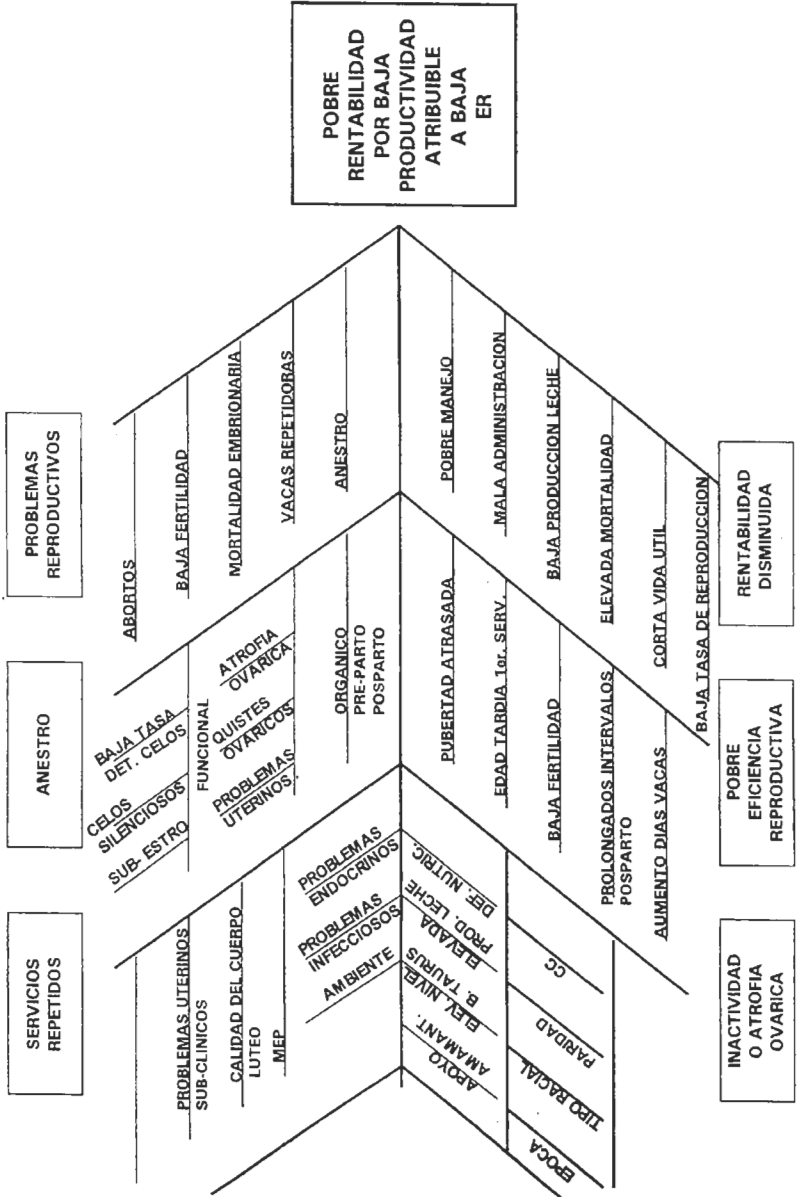 POBRE
RENTABILIDAD
POR BAJA
PRODUCTIVIDAD
ATRIBUIBLE
A BAJA
ER
PROBLEMAS
REPRODUCTIVOS
ABORTOS
BAJA FERTILIDAD
MORTALIDAD EMBRIONARIA
VACAS REPETIDORAS
ANESTRO
POBRE MANEJO
MALA ADMINISTRACION
BAJA PRODUCCION LECHE
ELEVADA MORTALIDAD
CORTA VIDA UTIL
BAJA TASA DE REPRODUCCION
RENTABILIDAD
DISMINUIDA
ANESTRO
BAJA TASA
DET. CELOS
CELOS
SILENCIOSOS
SUB- ESTRO
FUNCIONAL
ATROFIA
OVARICA
QUISTES
OVARICOS
PROBLEMAS
UTERINOS.
ORGANICO
PRE-PARTO
POSPARTO
PUBERTAD ATRASADA
EDAD TARDIA 1or. SERV.
BAJA FERTILIDAD
PROLONGADOS INTERVALOS
POSPARTO
AUMENTO DIAS VACAS
POBRE
EFICIENCIA
REPRODUCTIVA
SERVICIOS
REPETIDOS
PROBLEMAS UTERINOS
SUB-CLINICOS
CALIDAD DEL CUERPO
LUTEO
MEP
PROBLEMAS
ENDOCRINOS
PROBLEMAS
INFECCIOSOS
AMBIENTE
DEF. NUTRIC.
ELEVADA
PROD. LECHE
ELEV. NIVEL
B. TAURUS
APOYO
AMAMANT.
CC
PARIDAD
TIPO RACIAL
EPOCA
INACTIVIDAD
O ATROFIA
OVARICA